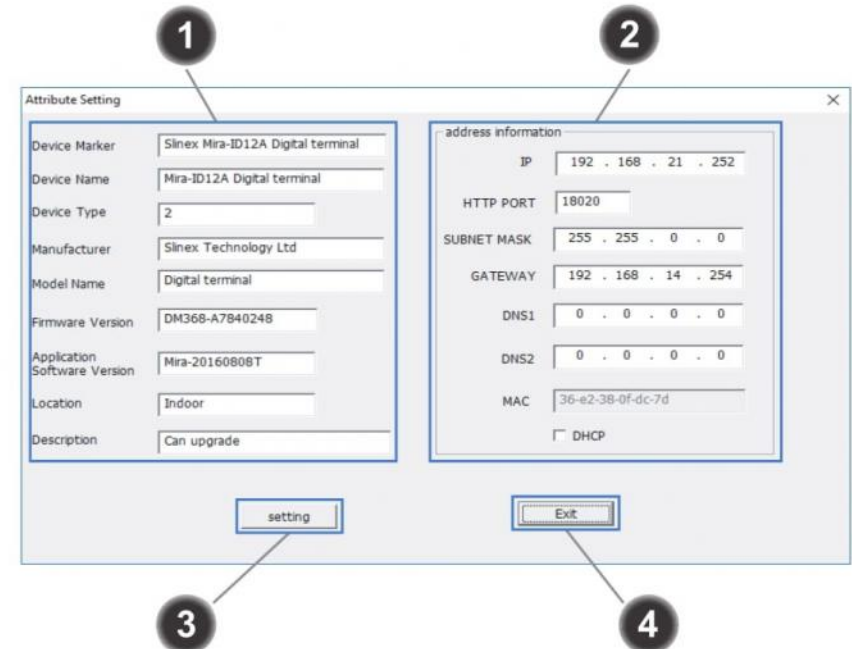 1
2
Attribute Setting
Device Marker Slinex Mira-ID12A Digital terminal
Device Name Mira-ID12A Digital terminal
Device Type 2
Manufacturer Slinex Technology Ltd
Model Name Digital terminal
Firmware Version DM368-A7840248
Application
Software Version Mira-20160808T
Location Indoor
Description Can upgrade
address information
IP 192 . 168 . 21 . 252
HTTP PORT 18020
SUBNET MASK 255 . 255 . 0 . 0
GATEWAY 192 . 168 . 14 . 254
DNS1 0 . 0 . 0 . 0
DNS2 0 . 0 . 0 . 0
MAC 36-e2-38-0f-dc-7d
DHCP
setting
Exit
3
4